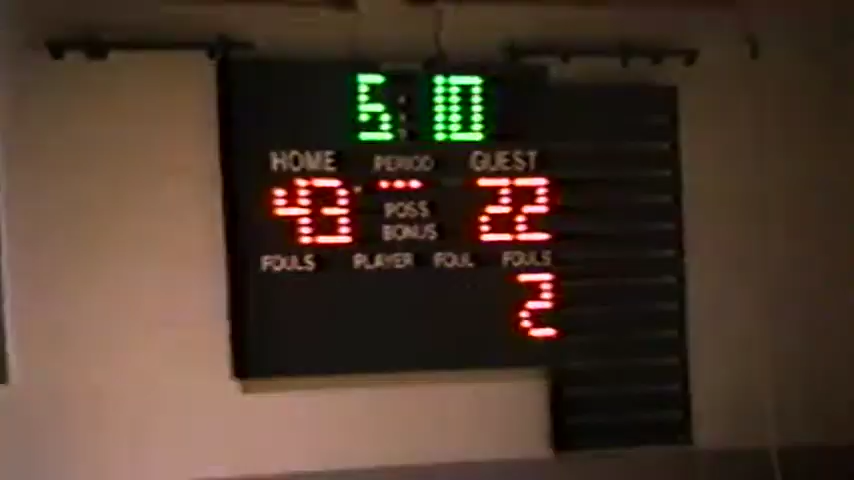 5:10
HOME PERIOD GUEST
43 22
POSS
BONUS
FOULS PLAYER FOUL FOULS
2